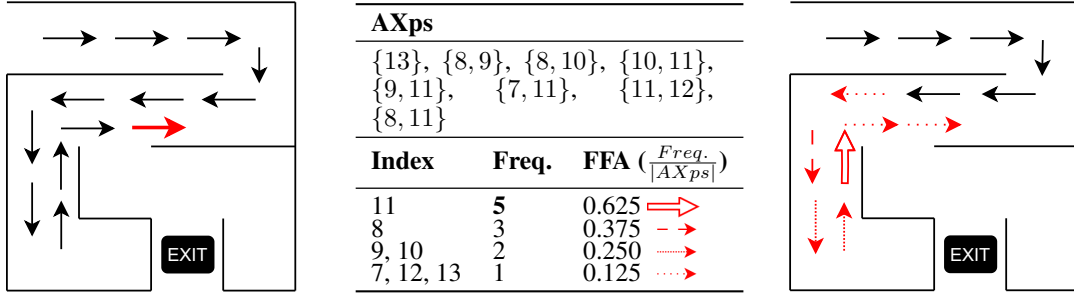 EXIT
AXps
{13}, {8, 9}, {8, 10}, {10, 11},
{9, 11}, {7, 11}, {11, 12},
{8, 11}
Index Freq. FFA (Freq./|AXps|)
11 5 0.625
8 3 0.375
9, 10 2 0.250
7, 12, 13 1 0.125
EXIT